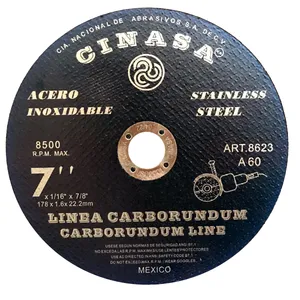 CIA. NACIONAL DE ABRASIVOS S.A. DE C.V.
CINASA
ACERO INOXIDABLE
STAINLESS STEEL
8500
R.P.M. MAX.
ART.8623
A 60
7"
x 1/16" x 7/8"
178 x 1.6 x 22.2mm
LINEA CARBORUNDUM
CARBORUNDUM LINE
MEXICO